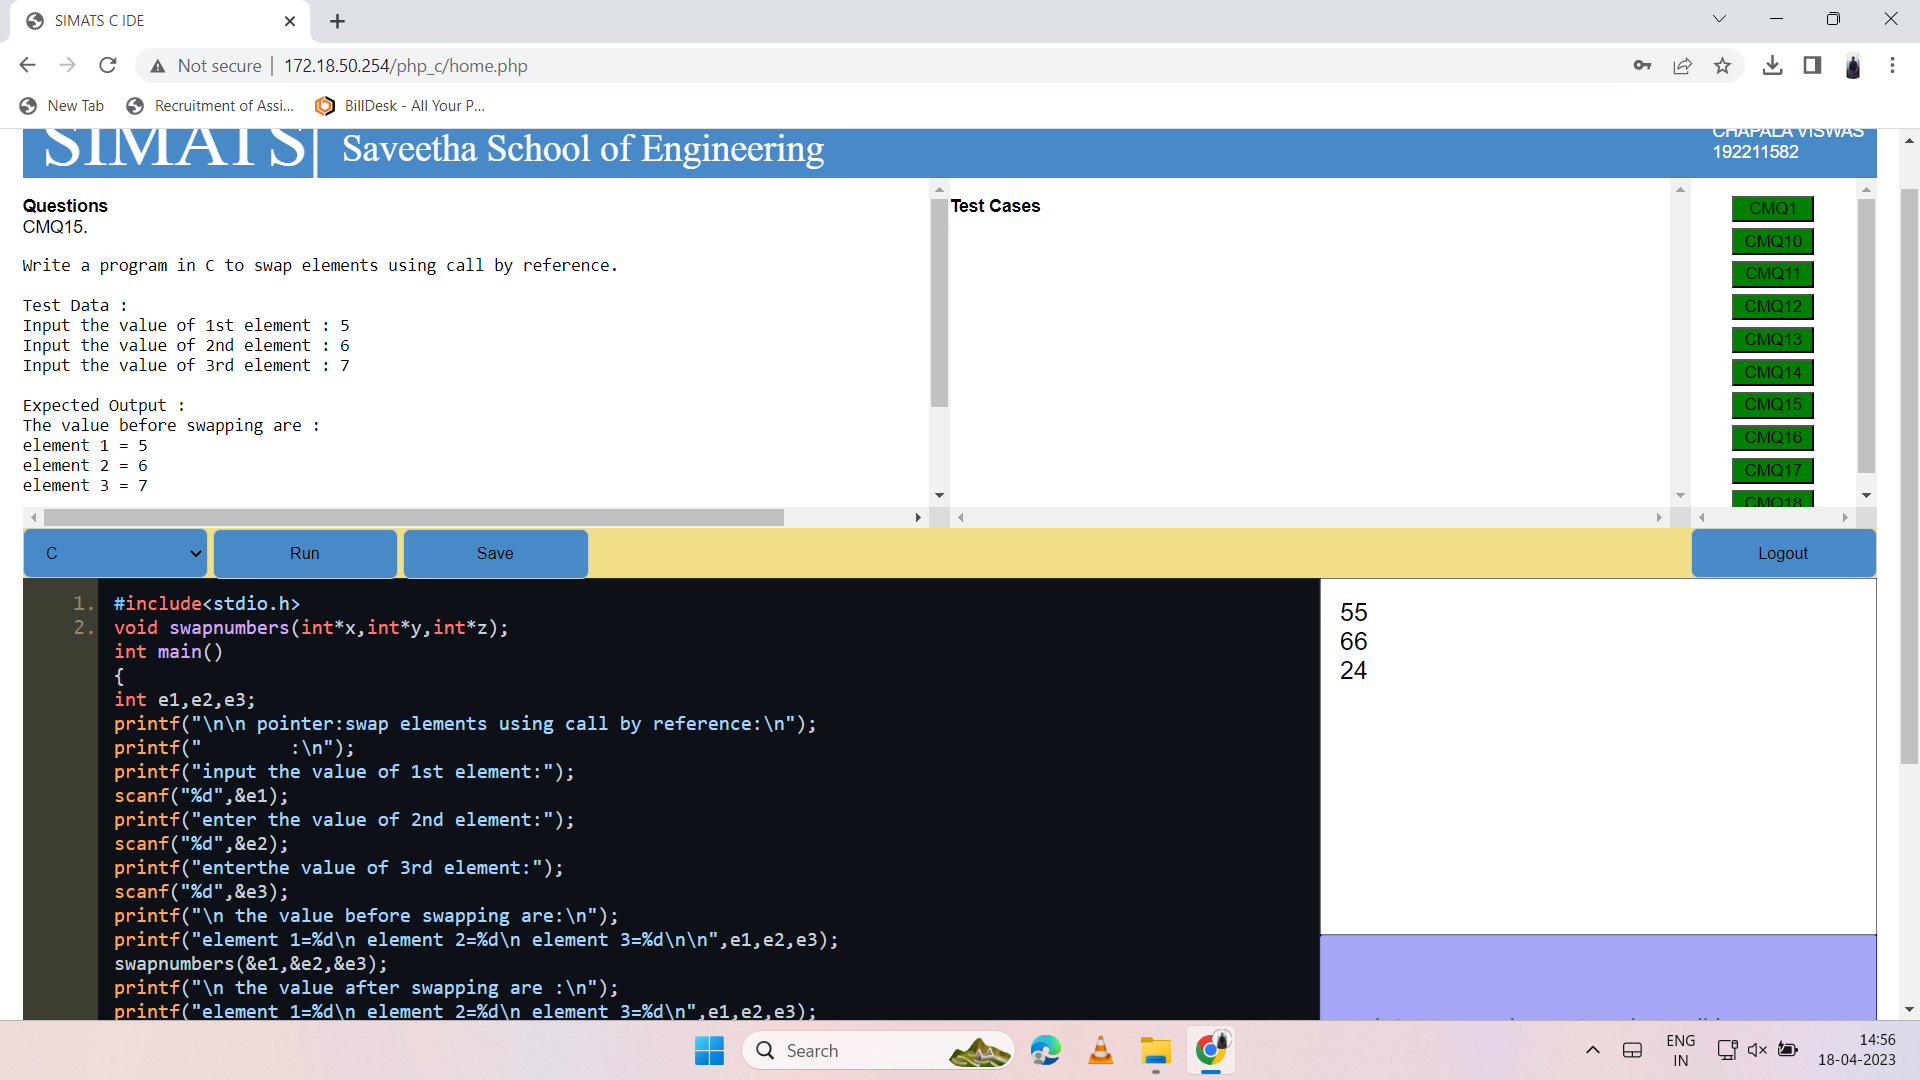 SIMATS C IDE
Not secure | 172.18.50.254/php_c/home.php
New Tab
Recruitment of Assi...
BillDesk - All Your P...
SIMATS
Saveetha School of Engineering
CHAPALA VISWAS
192211582
Questions
CMQ15.
Write a program in C to swap elements using call by reference.
Test Data :
Input the value of 1st element : 5
Input the value of 2nd element : 6
Input the value of 3rd element : 7
Expected Output :
The value before swapping are :
element 1 = 5
element 2 = 6
element 3 = 7
Test Cases
CMQ1
CMQ10
CMQ11
CMQ12
CMQ13
CMQ14
CMQ15
CMQ16
CMQ17
CMQ18
C
Run
Save
Logout
1. #include<stdio.h>
2. void swapnumbers(int*x,int*y,int*z);
int main()
{
int e1,e2,e3;
printf("\n\n pointer:swap elements using call by reference:\n");
printf("        :\n");
printf("input the value of 1st element:");
scanf("%d",&e1);
printf("enter the value of 2nd element:");
scanf("%d",&e2);
printf("enterthe value of 3rd element:");
scanf("%d",&e3);
printf("\n the value before swapping are:\n");
printf("element 1=%d\n element 2=%d\n element 3=%d\n\n",e1,e2,e3);
swapnumbers(&e1,&e2,&e3);
printf("\n the value after swapping are :\n");
printf("element 1=%d\n element 2=%d\n element 3=%d\n",e1,e2,e3);
55
66
24
Search
ENG
IN
14:56
18-04-2023